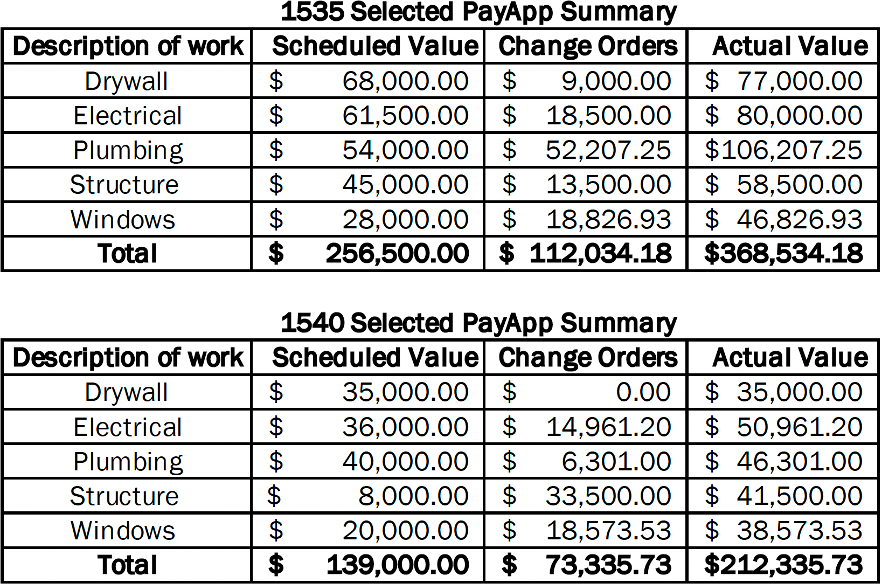 1535 Selected PayApp Summary
Description of work Scheduled Value Change Orders Actual Value
Drywall $ 68,000.00 $ 9,000.00 $ 77,000.00
Electrical $ 61,500.00 $ 18,500.00 $ 80,000.00
Plumbing $ 54,000.00 $ 52,207.25 $106,207.25
Structure $ 45,000.00 $ 13,500.00 $ 58,500.00
Windows $ 28,000.00 $ 18,826.93 $ 46,826.93
Total $ 256,500.00 $ 112,034.18 $368,534.18
1540 Selected PayApp Summary
Description of work Scheduled Value Change Orders Actual Value
Drywall $ 35,000.00 $ 0.00 $ 35,000.00
Electrical $ 36,000.00 $ 14,961.20 $ 50,961.20
Plumbing $ 40,000.00 $ 6,301.00 $ 46,301.00
Structure $ 8,000.00 $ 33,500.00 $ 41,500.00
Windows $ 20,000.00 $ 18,573.53 $ 38,573.53
Total $ 139,000.00 $ 73,335.73 $212,335.73